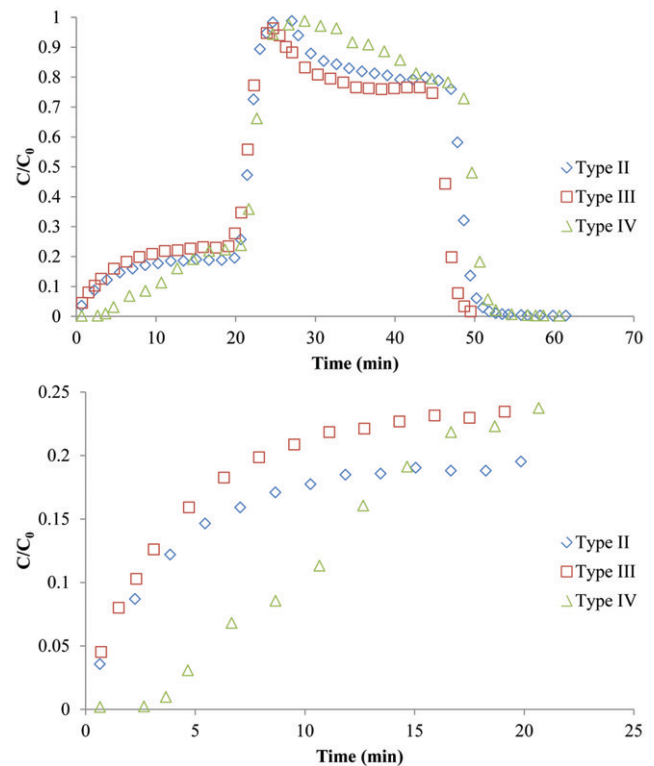 1
0.9
0.8
0.7
0.6
0.5
0.4
0.3
0.2
0.1
0
C/C0
Type II
Type III
Type IV
0 10 20 30 40 50 60 70
Time (min)
0.25
0.2
0.15
0.1
0.05
0
C/C0
Type II
Type III
Type IV
0 5 10 15 20 25
Time (min)